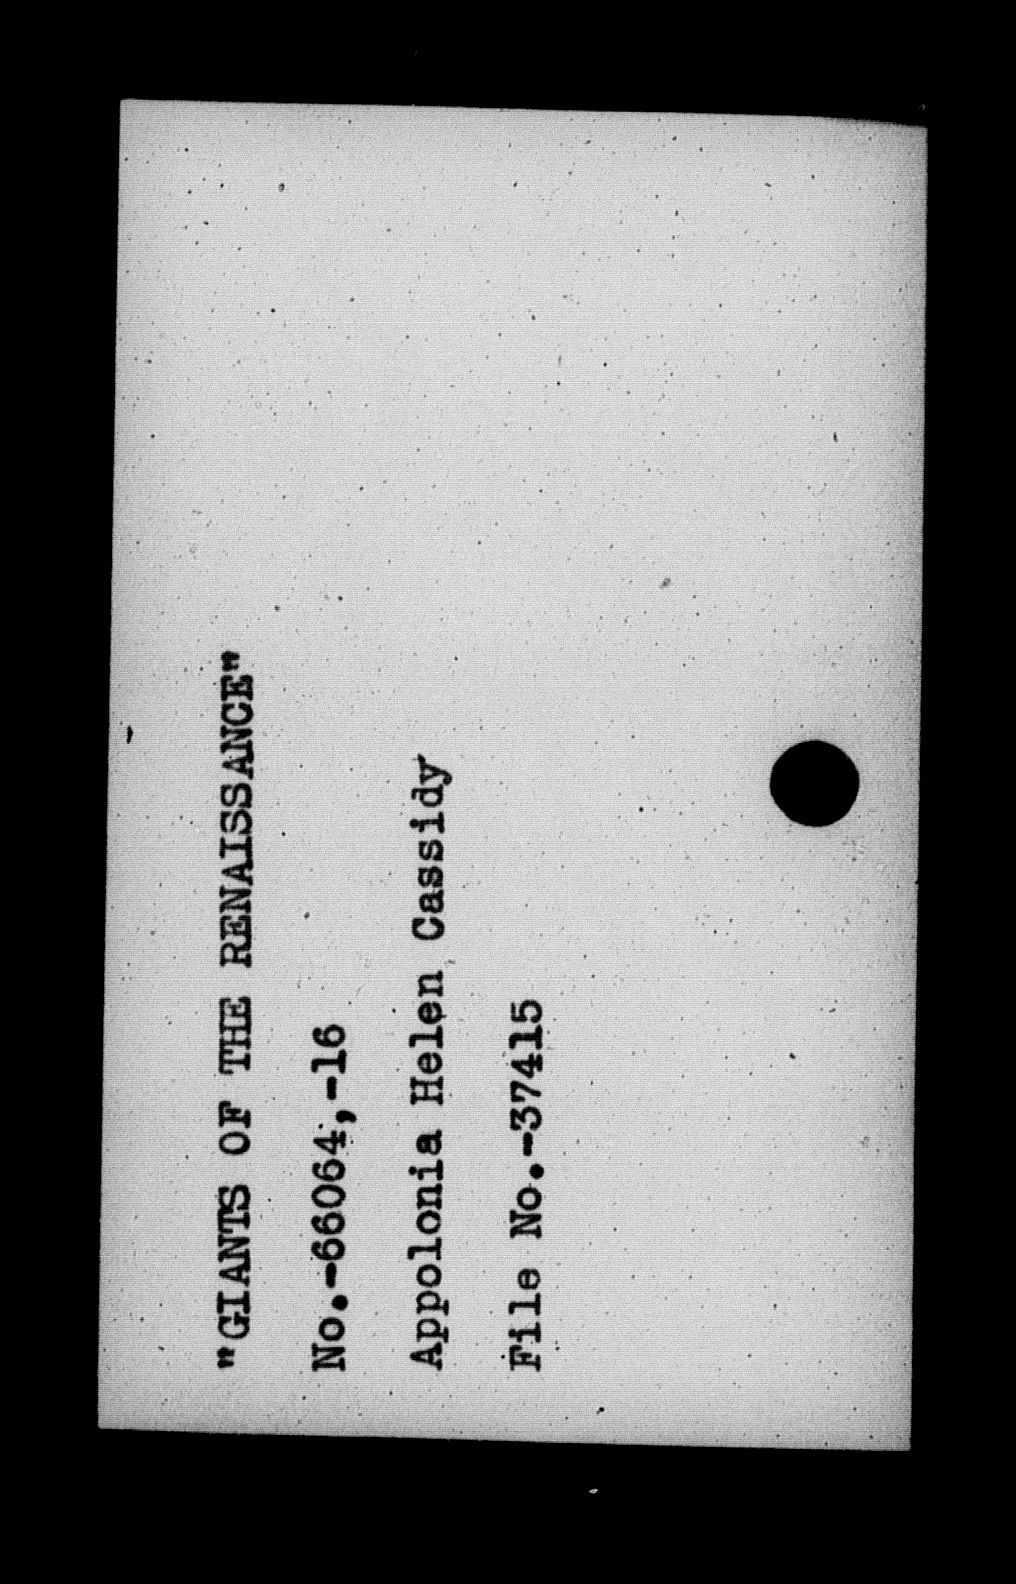 "GIANTS OF THE RENAISSANCE"
No.-66064,-16
Appolonia Helen Cassidy
File No.-37415